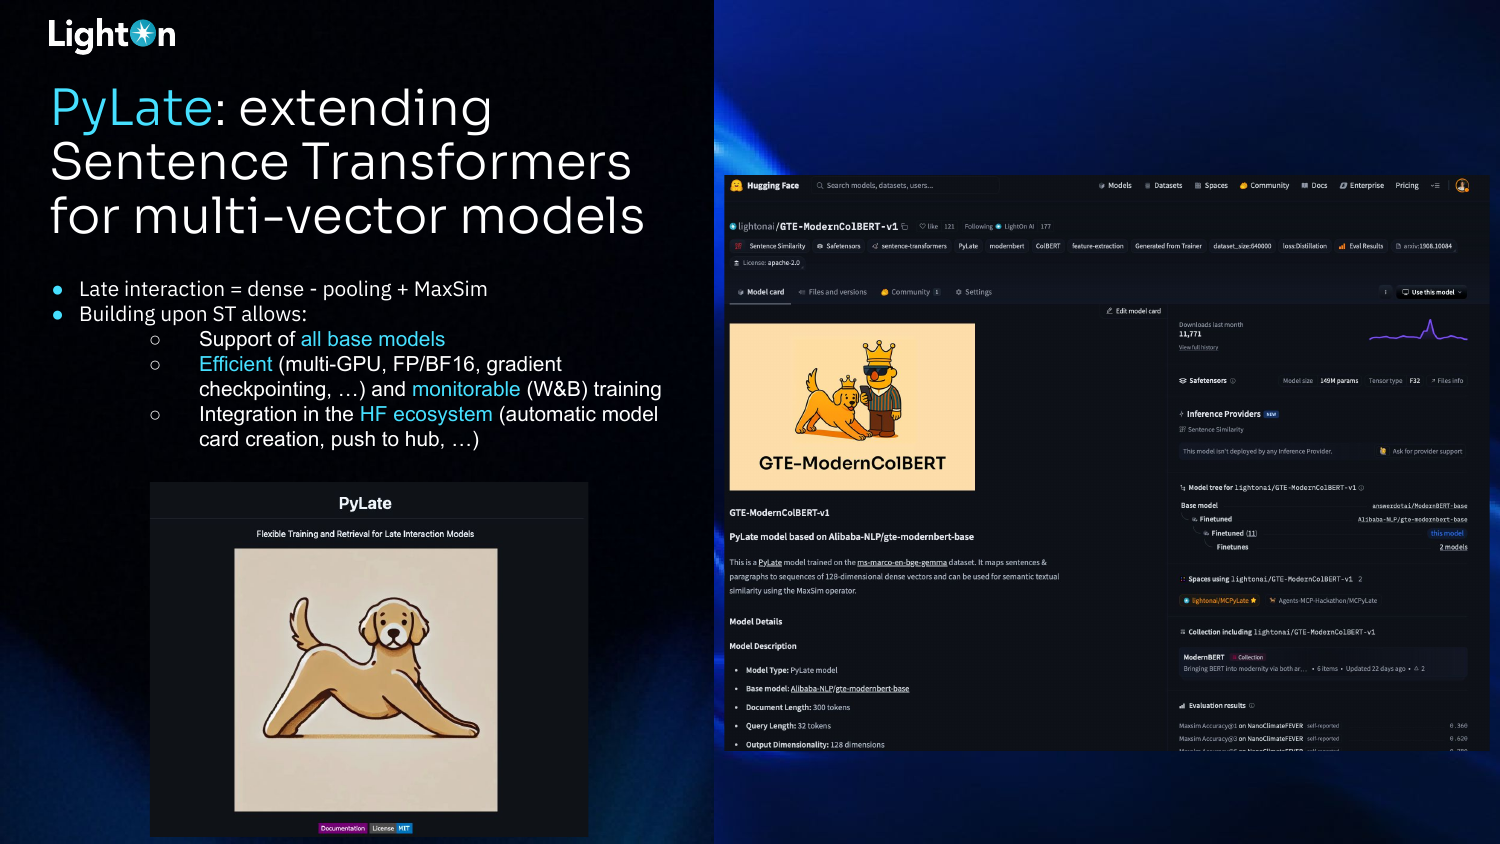 LightOn
PyLate: extending
Sentence Transformers
for multi-vector models
● Late interaction = dense - pooling + MaxSim
● Building upon ST allows:
○ Support of all base models
○ Efficient (multi-GPU, FP/BF16, gradient
checkpointing, …) and monitorable (W&B) training
○ Integration in the HF ecosystem (automatic model
card creation, push to hub, …)
PyLate
Flexible Training and Retrieval for Late Interaction Models
Documentation License MIT
Hugging Face Search models, datasets, users... Models Datasets Spaces Community Docs Enterprise Pricing
lightonai/GTE-ModernColBERT-v1 like 121 Following LightOn AI 177
Sentence Similarity Safetensors sentence-transformers PyLate modernbert ColBERT feature-extraction Generated from Trainer dataset_size:640000 loss:Distillation Eval Results arxiv:1908.10084
License: apache-2.0
Model card Files and versions Community 1 Settings Use this model
Edit model card
GTE-ModernColBERT
GTE-ModernColBERT-v1
PyLate model based on Alibaba-NLP/gte-modernbert-base
This is a PyLate model trained on the ms-marco-en-bge-gemma dataset. It maps sentences &
paragraphs to sequences of 128-dimensional dense vectors and can be used for semantic textual
similarity using the MaxSim operator.
Model Details
Model Description
• Model Type: PyLate model
• Base model: Alibaba-NLP/gte-modernbert-base
• Document Length: 300 tokens
• Query Length: 32 tokens
• Output Dimensionality: 128 dimensions
Downloads last month
11,771
View full history
Safetensors Model size 149M params Tensor type F32 Files info
Inference Providers NEW
Sentence Similarity
This model isn't deployed by any Inference Provider. Ask for provider support
Model tree for lightonai/GTE-ModernColBERT-v1
Base model answerdotai/ModernBERT-base
Finetuned Alibaba-NLP/gte-modernbert-base
Finetuned (11) this model
Finetunes 2 models
Spaces using lightonai/GTE-ModernColBERT-v1 2
lightonai/MCPyLate Agents-MCP-Hackathon/MCPyLate
Collection including lightonai/GTE-ModernColBERT-v1
ModernBERT Collection
Bringing BERT into modernity via both ar... • 6 items • Updated 22 days ago • 2
Evaluation results
Maxsim Accuracy@1 on NanoClimateFEVER self-reported 0.360
Maxsim Accuracy@3 on NanoClimateFEVER self-reported 0.620